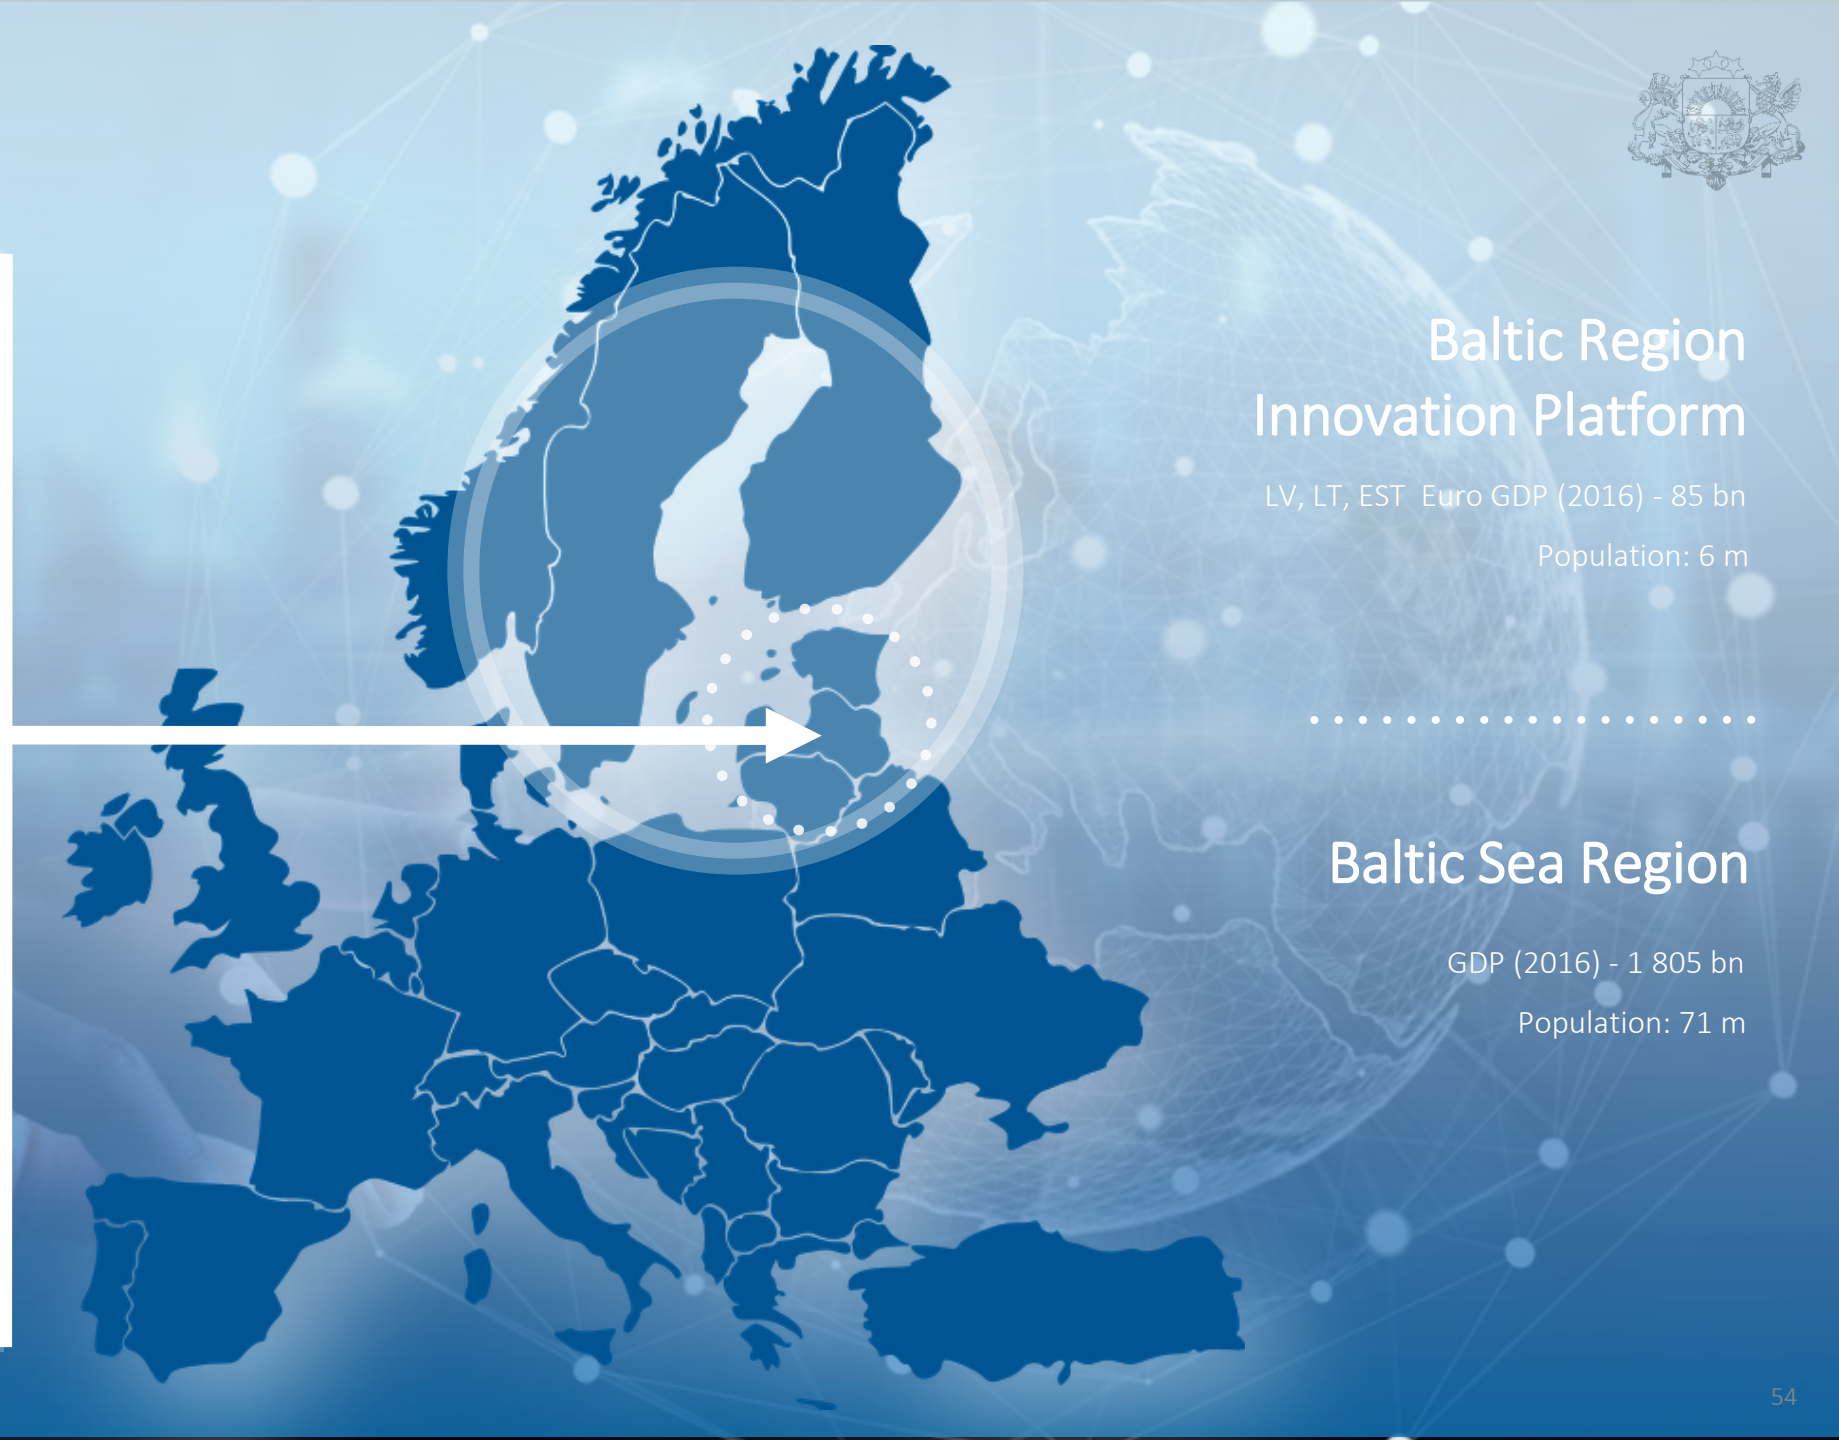 Baltic Region
Innovation Platform
LV, LT, EST  Euro GDP (2016) - 85 bn
Population: 6 m
Baltic Sea Region
GDP (2016) - 1 805 bn
Population: 71 m
54